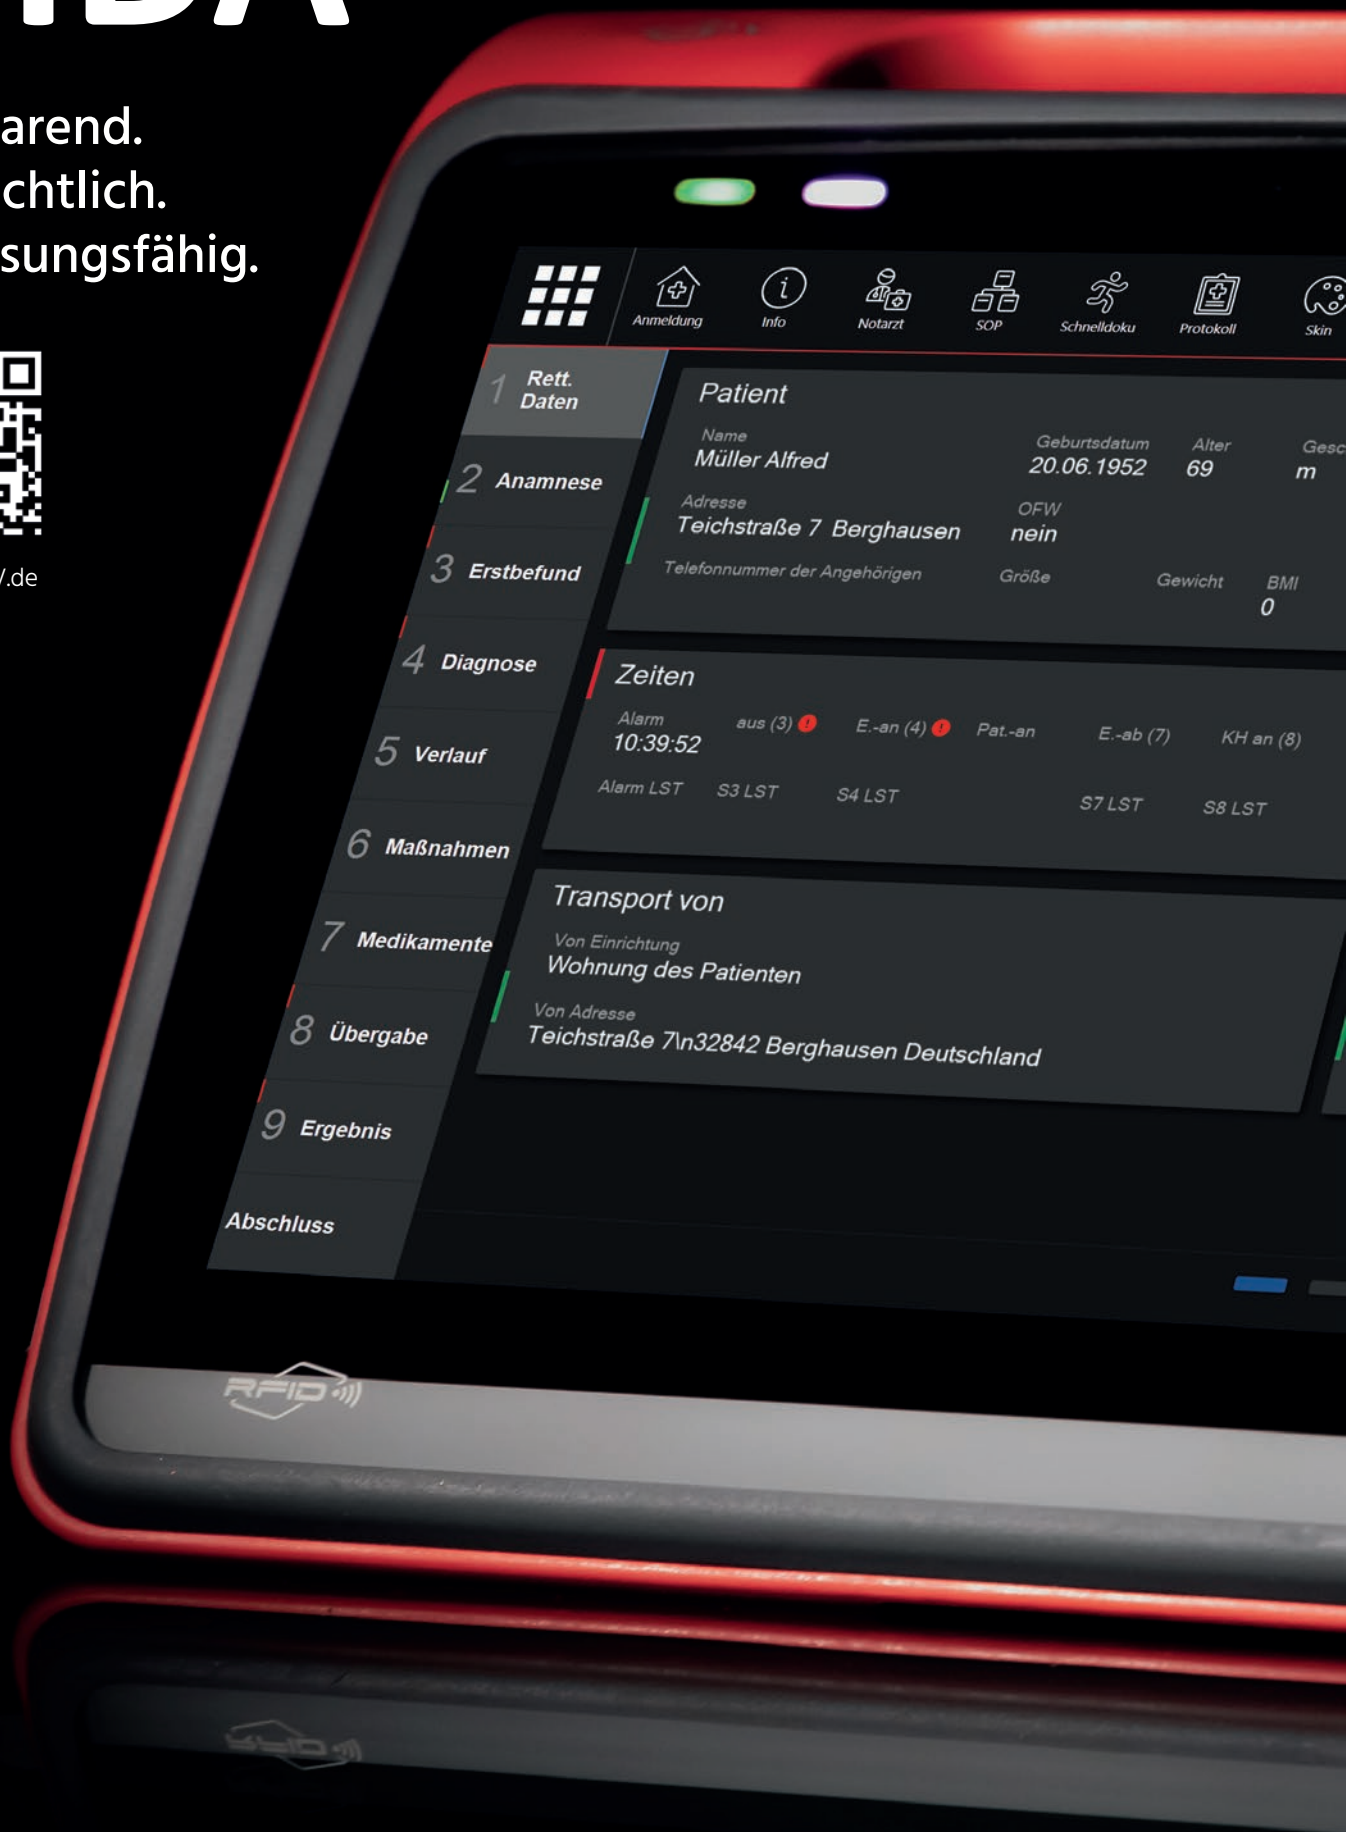 arend.
chtlich.
sungsfähig.
.de
Anmeldung
Info
Notarzt
SOP
Schnelldoku
Protokoll
Skin
1 Rett. Daten
2 Anamnese
3 Erstbefund
4 Diagnose
5 Verlauf
6 Maßnahmen
7 Medikamente
8 Übergabe
9 Ergebnis
Abschluss
Patient
Name Geburtsdatum Alter Gesc
Müller Alfred 20.06.1952 69 m
Adresse OFW
Teichstraße 7 Berghausen nein
Telefonnummer der Angehörigen Größe Gewicht BMI
0
Zeiten
Alarm aus (3) E.-an (4) Pat.-an E.-ab (7) KH an (8)
10:39:52
Alarm LST S3 LST S4 LST S7 LST S8 LST
Transport von
Von Einrichtung
Wohnung des Patienten
Von Adresse
Teichstraße 7\n32842 Berghausen Deutschland
RFID